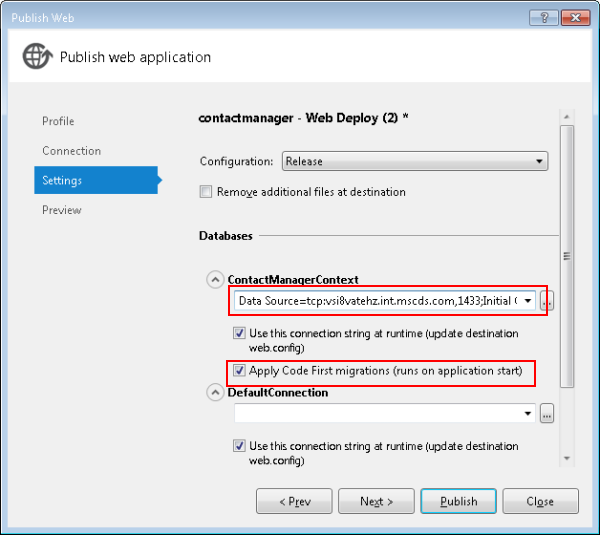 Publish Web
Publish web application
Profile
Connection
Settings
Preview
contactmanager - Web Deploy (2) *
Configuration: Release
Remove additional files at destination
Databases
ContactManagerContext
Data Source=tcp:vsi8vatehz.int.mscds.com,1433;Initial ...
Use this connection string at runtime (update destination
web.config)
Apply Code First migrations (runs on application start)
DefaultConnection
...
Use this connection string at runtime (update destination
web.config)
< Prev Next > Publish Close